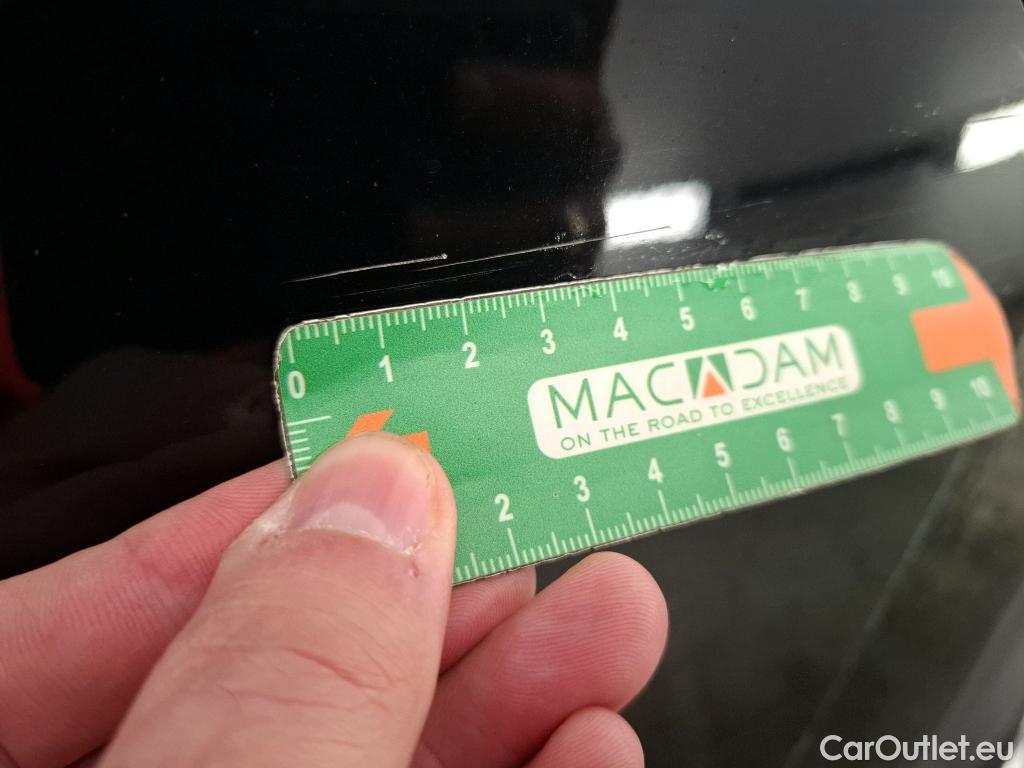 0 1 2 3 4 5 6 7 8 9 10
MACADAM
ON THE ROAD TO EXCELLENCE
2 3 4 5 6 7 8 9 10
CarOutlet.eu